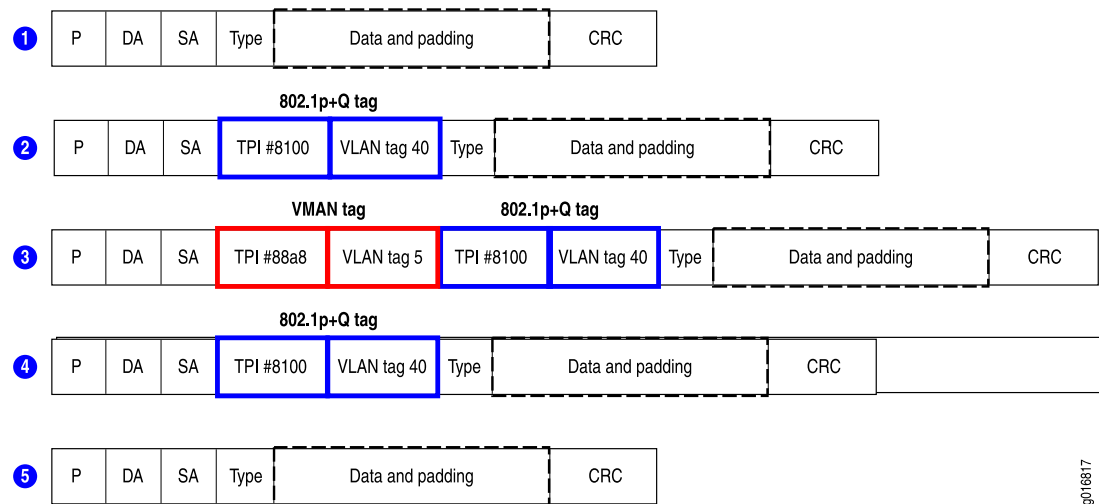 1 P DA SA Type Data and padding CRC
802.1p+Q tag
2 P DA SA TPI #8100 VLAN tag 40 Type Data and padding CRC
VMAN tag 802.1p+Q tag
3 P DA SA TPI #88a8 VLAN tag 5 TPI #8100 VLAN tag 40 Type Data and padding CRC
802.1p+Q tag
4 P DA SA TPI #8100 VLAN tag 40 Type Data and padding CRC
5 P DA SA Type Data and padding CRC
g016817